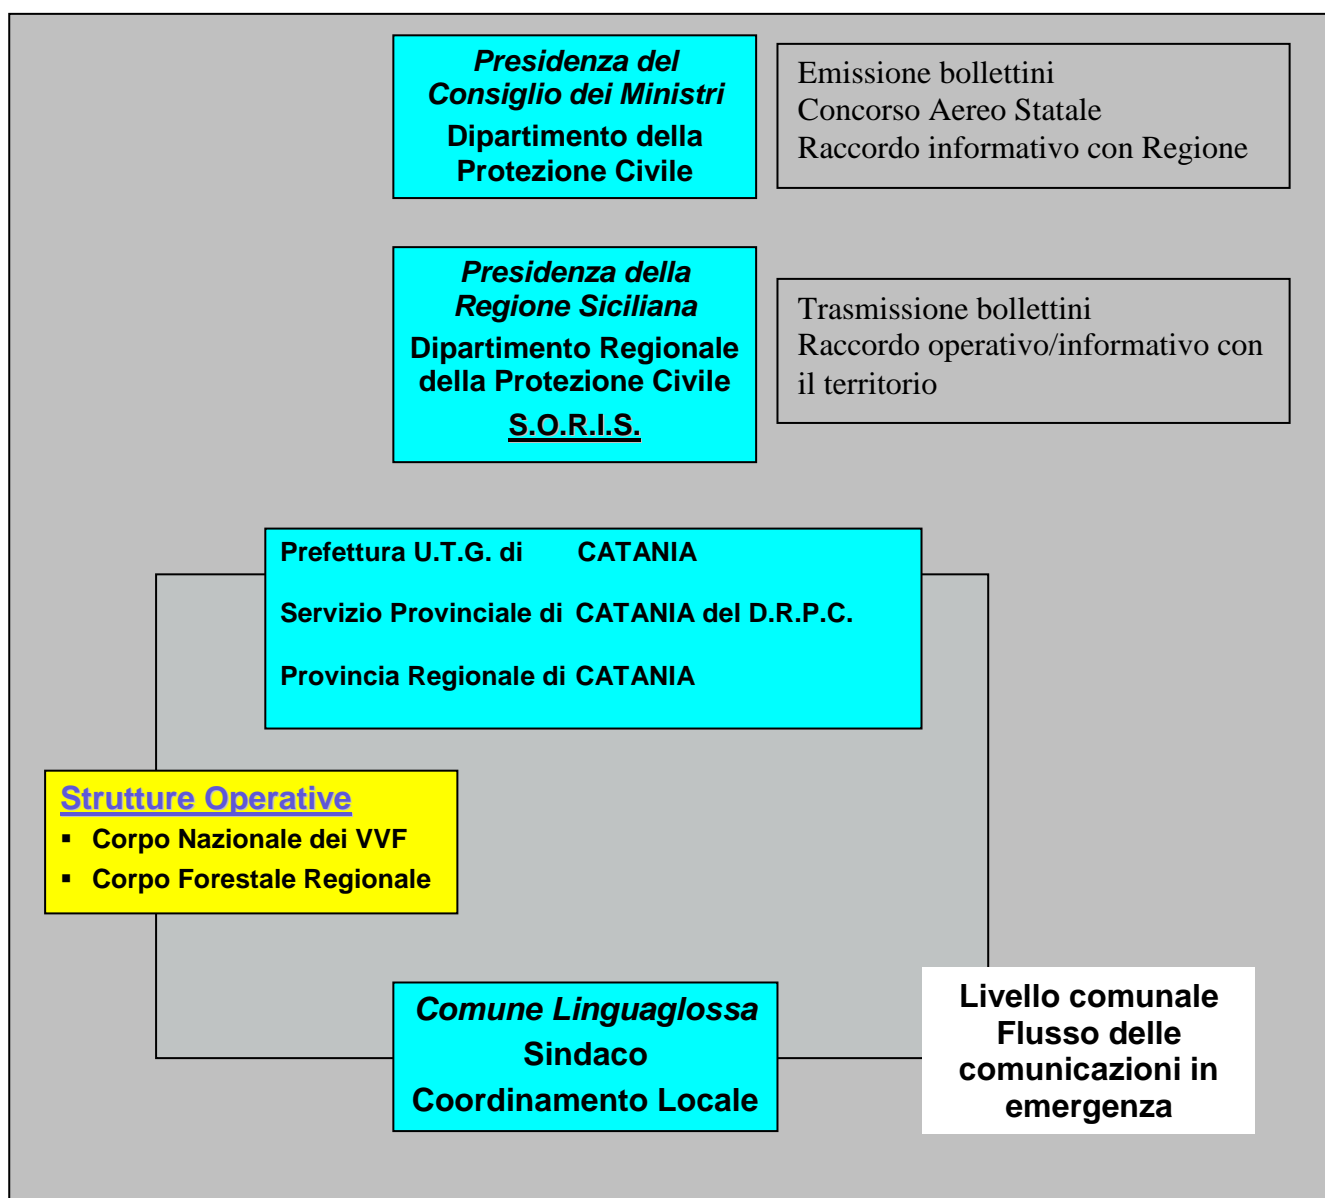 Presidenza del
Consiglio dei Ministri
Dipartimento della
Protezione Civile
Emissione bollettini
Concorso Aereo Statale
Raccordo informativo con Regione
Presidenza della
Regione Siciliana
Dipartimento Regionale
della Protezione Civile
S.O.R.I.S.
Trasmissione bollettini
Raccordo operativo/informativo con
il territorio
Prefettura U.T.G. di CATANIA
Servizio Provinciale di CATANIA del D.R.P.C.
Provincia Regionale di CATANIA
Strutture Operative
▪ Corpo Nazionale dei VVF
▪ Corpo Forestale Regionale
Comune Linguaglossa
Sindaco
Coordinamento Locale
Livello comunale
Flusso delle
comunicazioni in
emergenza